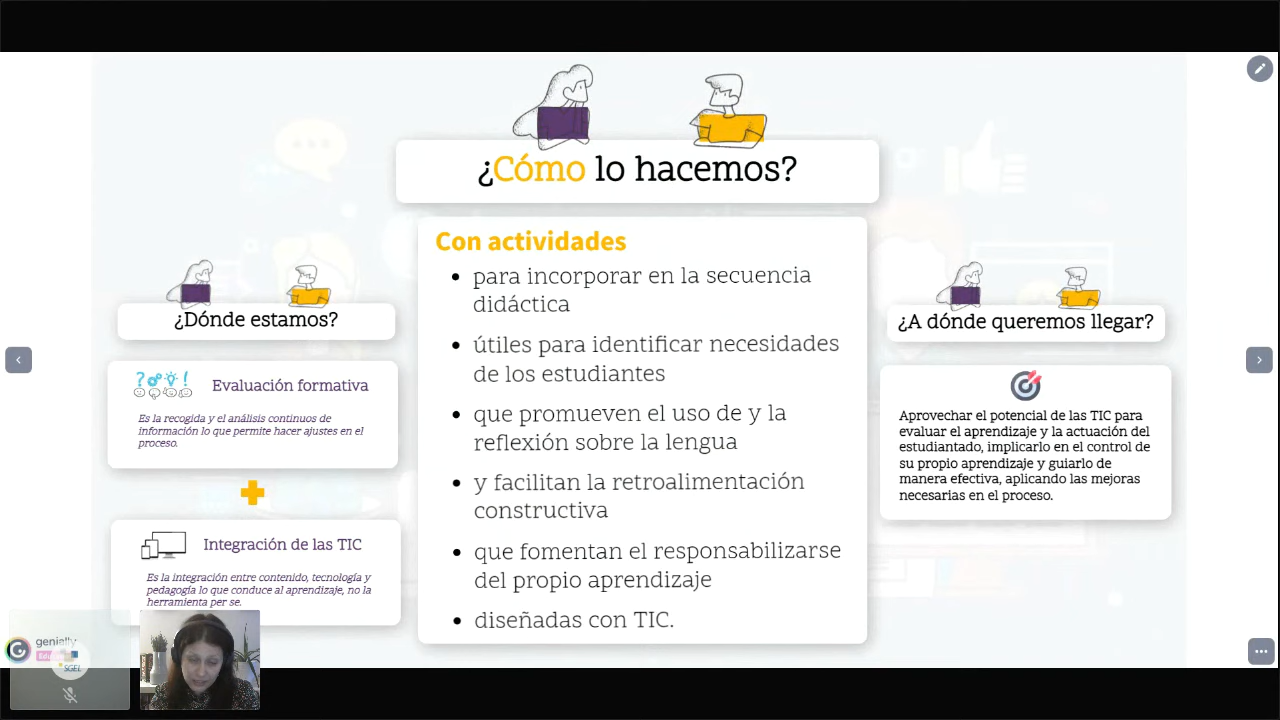 ¿Cómo lo hacemos?
¿Dónde estamos?
Evaluación formativa
Es la recogida y el análisis continuos de
información lo que permite hacer ajustes en el
proceso.
Integración de las TIC
Es la integración entre contenido, tecnología y
pedagogía lo que conduce al aprendizaje, no la
herramienta per se.
Con actividades
• para incorporar en la secuencia
didáctica
• útiles para identificar necesidades
de los estudiantes
• que promueven el uso de y la
reflexión sobre la lengua
• y facilitan la retroalimentación
constructiva
• que fomentan el responsabilizarse
del propio aprendizaje
• diseñadas con TIC.
¿A dónde queremos llegar?
Aprovechar el potencial de las TIC para
evaluar el aprendizaje y la actuación del
estudiantado, implicarlo en el control de
su propio aprendizaje y guiarlo de
manera efectiva, aplicando las mejoras
necesarias en el proceso.
genially
SGEL